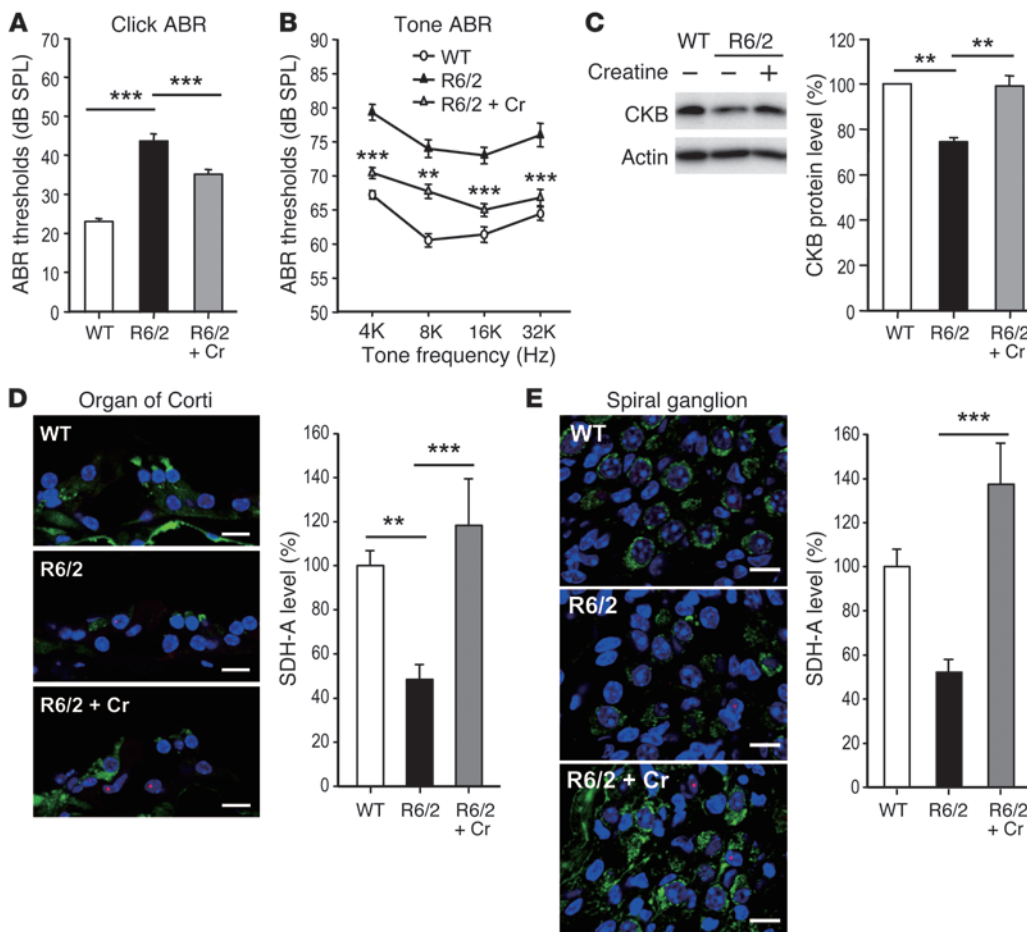 A Click ABR
ABR thresholds (dB SPL)
70
60
50
40
30
20
10
0
***
***
WT
R6/2
R6/2
+ Cr
B Tone ABR
ABR thresholds (dB SPL)
90
85
80
75
70
65
60
55
50
WT
R6/2
R6/2 + Cr
***
**
***
***
4K
8K
16K
32K
Tone frequency (Hz)
C
WT R6/2
Creatine − − +
CKB
Actin
CKB protein level (%)
120
100
80
60
40
20
0
**
**
WT
R6/2
R6/2
+ Cr
D Organ of Corti
WT
R6/2
R6/2 + Cr
SDH-A level (%)
160
140
120
100
80
60
40
20
0
**
***
WT
R6/2
R6/2
+ Cr
E Spiral ganglion
WT
R6/2
R6/2 + Cr
SDH-A level (%)
160
140
120
100
80
60
40
20
0
***
WT
R6/2
R6/2
+ Cr